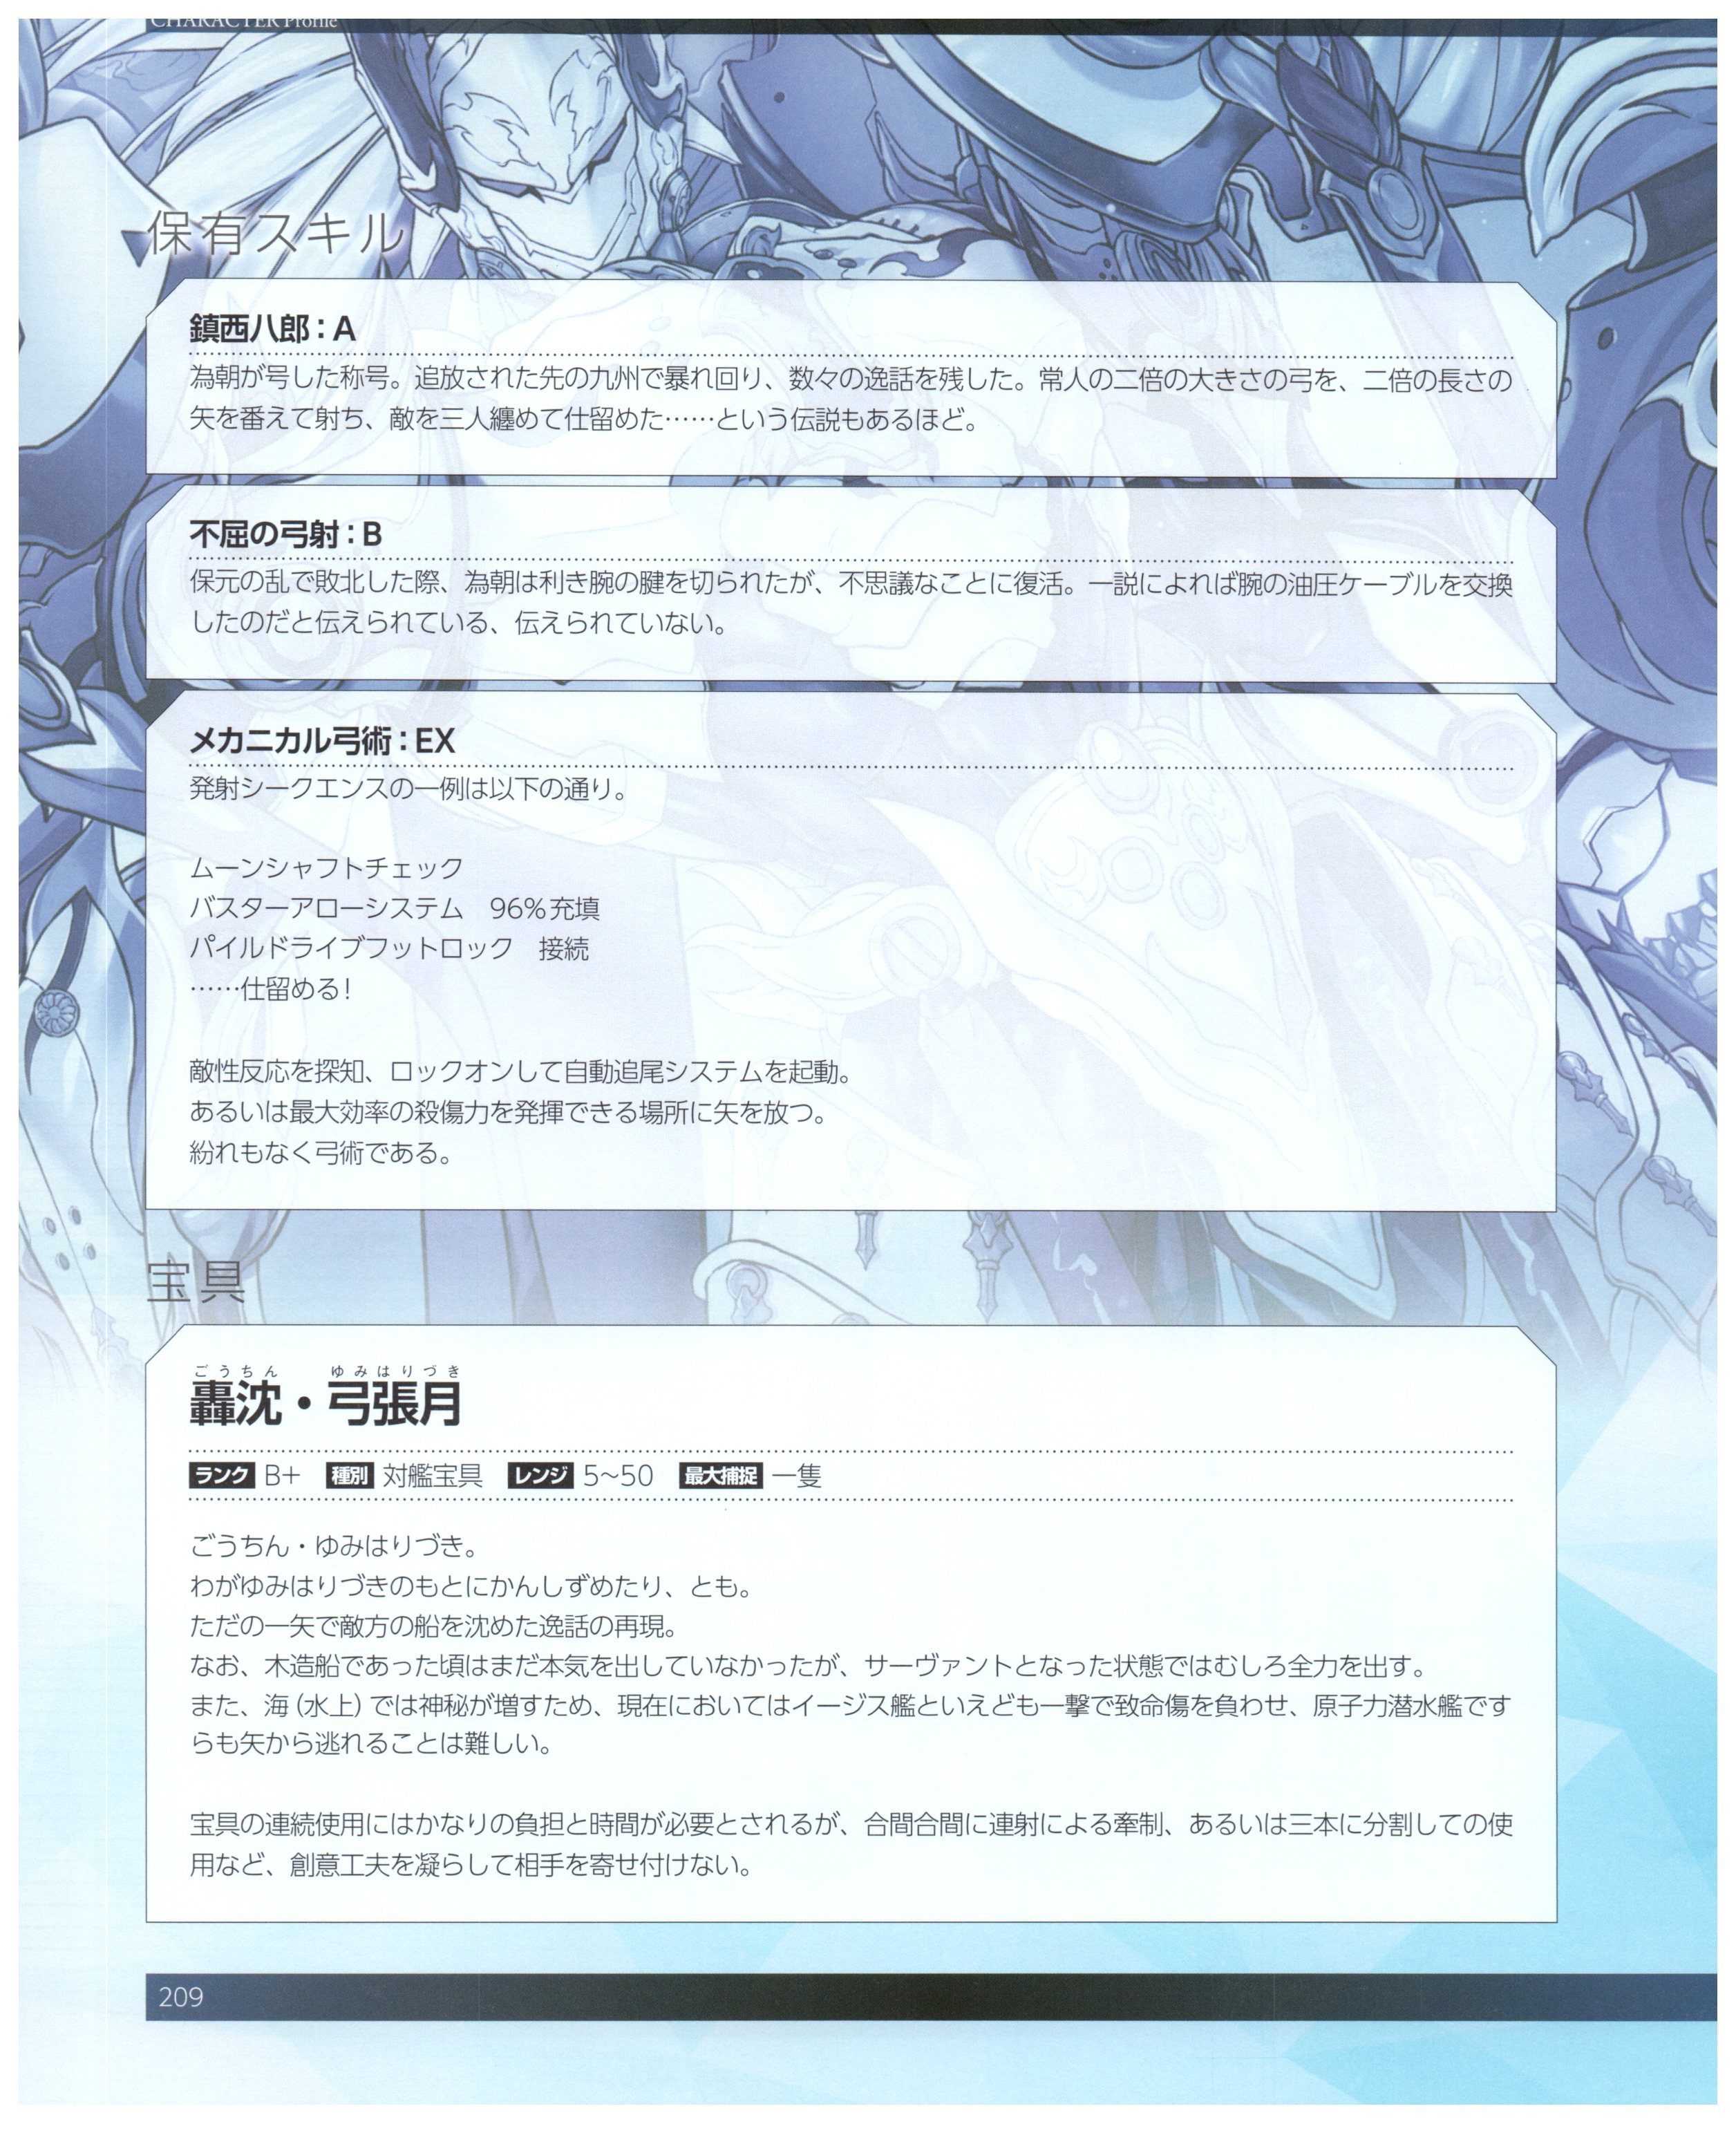 CHARACTER Profile
保有スキル
鎮西八郎：A
為朝が号した称号。追放された先の九州で暴れ回り、数々の逸話を残した。常人の二倍の大きさの弓を、二倍の長さの
矢を番えて射ち、敵を三人纏めて仕留めた……という伝説もあるほど。
不屈の弓射：B
保元の乱で敗北した際、為朝は利き腕の腱を切られたが、不思議なことに復活。一説によれば腕の油圧ケーブルを交換
したのだと伝えられている、伝えられていない。
メカニカル弓術：EX
発射シークエンスの一例は以下の通り。
ムーンシャフトチェック
バスターアローシステム　96％充填
パイルドライブフットロック　接続
……仕留める！
敵性反応を探知、ロックオンして自動追尾システムを起動。
あるいは最大効率の殺傷力を発揮できる場所に矢を放つ。
紛れもなく弓術である。
宝具
ごうちん　ゆみはりづき
轟沈・弓張月
ランク B+　種別 対艦宝具　レンジ 5～50　最大捕捉 一隻
ごうちん・ゆみはりづき。
わがゆみはりづきのもとにかんしずめたり、とも。
ただの一矢で敵方の船を沈めた逸話の再現。
なお、木造船であった頃はまだ本気を出していなかったが、サーヴァントとなった状態ではむしろ全力を出す。
また、海（水上）では神秘が増すため、現在においてはイージス艦といえども一撃で致命傷を負わせ、原子力潜水艦です
らも矢から逃れることは難しい。
宝具の連続使用にはかなりの負担と時間が必要とされるが、合間合間に連射による牽制、あるいは三本に分割しての使
用など、創意工夫を凝らして相手を寄せ付けない。
209